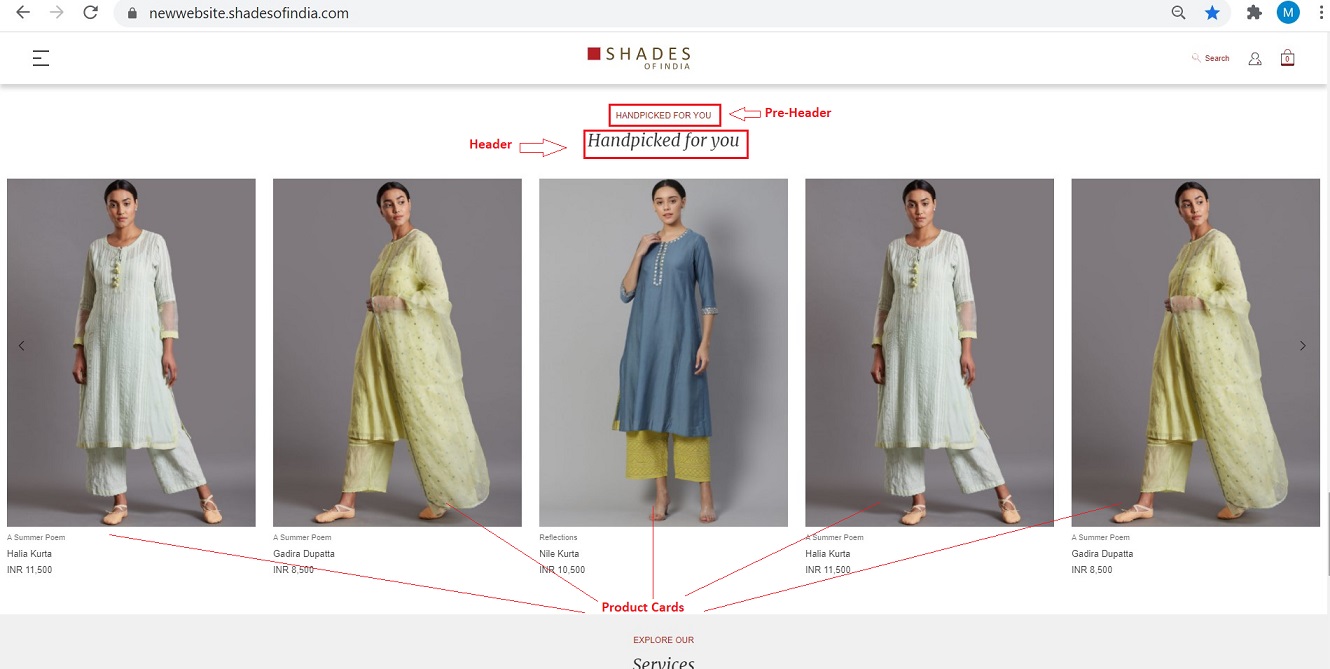 newwebsite.shadesofindia.com
M
SHADES
OF INDIA
Search
0
HANDPICKED FOR YOU
Pre-Header
Header
Handpicked for you
A Summer Poem
Halia Kurta
INR 11,500
A Summer Poem
Gadira Dupatta
INR 8,500
Reflections
Nile Kurta
INR 10,500
A Summer Poem
Halia Kurta
INR 11,500
A Summer Poem
Gadira Dupatta
INR 8,500
Product Cards
EXPLORE OUR
Services